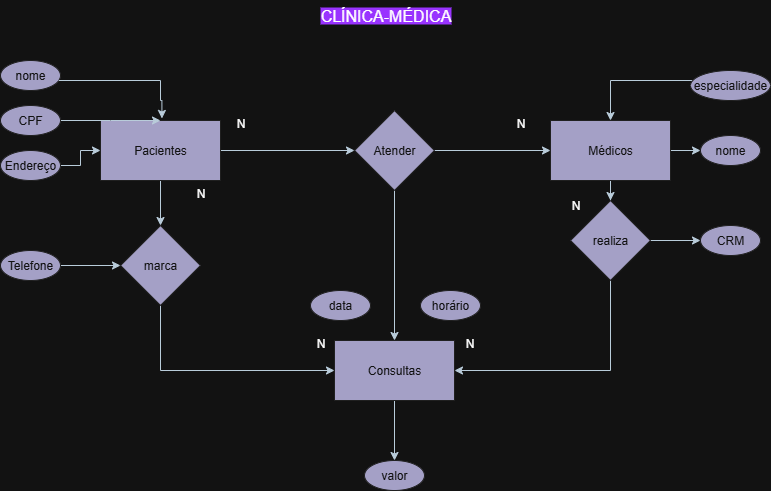 CLÍNICA-MÉDICA
nome
especialidade
CPF
N
N
Pacientes
Atender
Médicos
nome
Endereço
N
N
realiza
CRM
Telefone
marca
data
horário
N
N
Consultas
valor